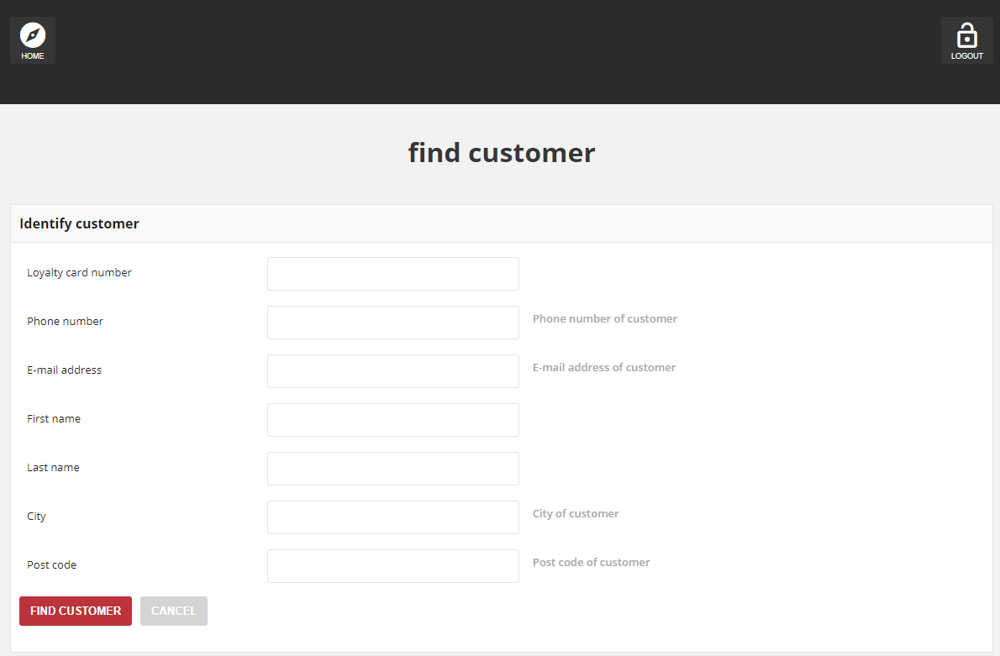 HOME
LOGOUT
find customer
Identify customer
Loyalty card number
Phone number
Phone number of customer
E-mail address
E-mail address of customer
First name
Last name
City
City of customer
Post code
Post code of customer
FIND CUSTOMER
CANCEL